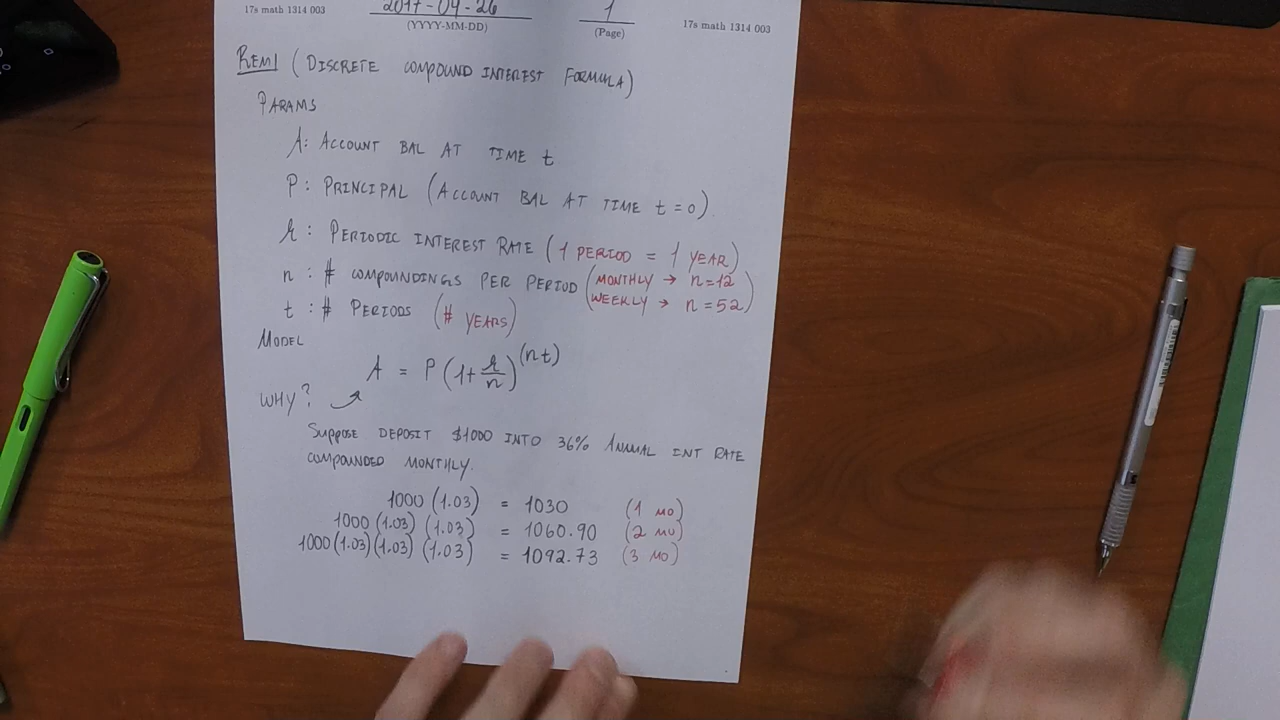 17s math 1314 003 2017-04-26 1 17s math 1314 003
(YYYY-MM-DD) (Page)
REM1 (DISCRETE COMPOUND INTEREST FORMULA)
PARAMS
A: ACCOUNT BAL AT TIME t
P: PRINCIPAL (ACCOUNT BAL AT TIME t=0)
r: PERIODIC INTEREST RATE (1 PERIOD = 1 YEAR)
n: # COMPOUNDINGS PER PERIOD (MONTHLY → n=12
WEEKLY → n=52)
t: # PERIODS (# YEARS)
MODEL
A = P(1+r/n)^(nt)
WHY?
SUPPOSE DEPOSIT $1000 INTO 36% ANNUAL INT RATE
COMPOUNDED MONTHLY.
1000 (1.03) = 1030 (1 MO)
1000 (1.03) (1.03) = 1060.90 (2 MO)
1000 (1.03) (1.03) (1.03) = 1092.73 (3 MO)